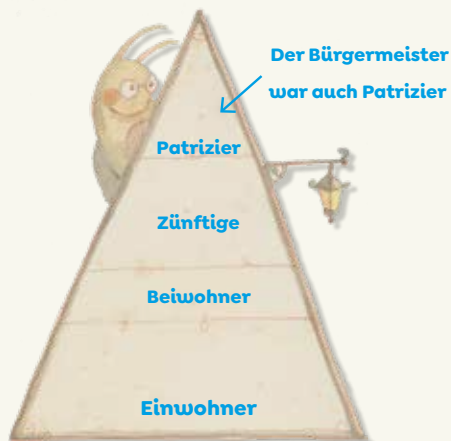 Der Bürgermeister
war auch Patrizier
Patrizier
Zünftige
Beiwohner
Einwohner